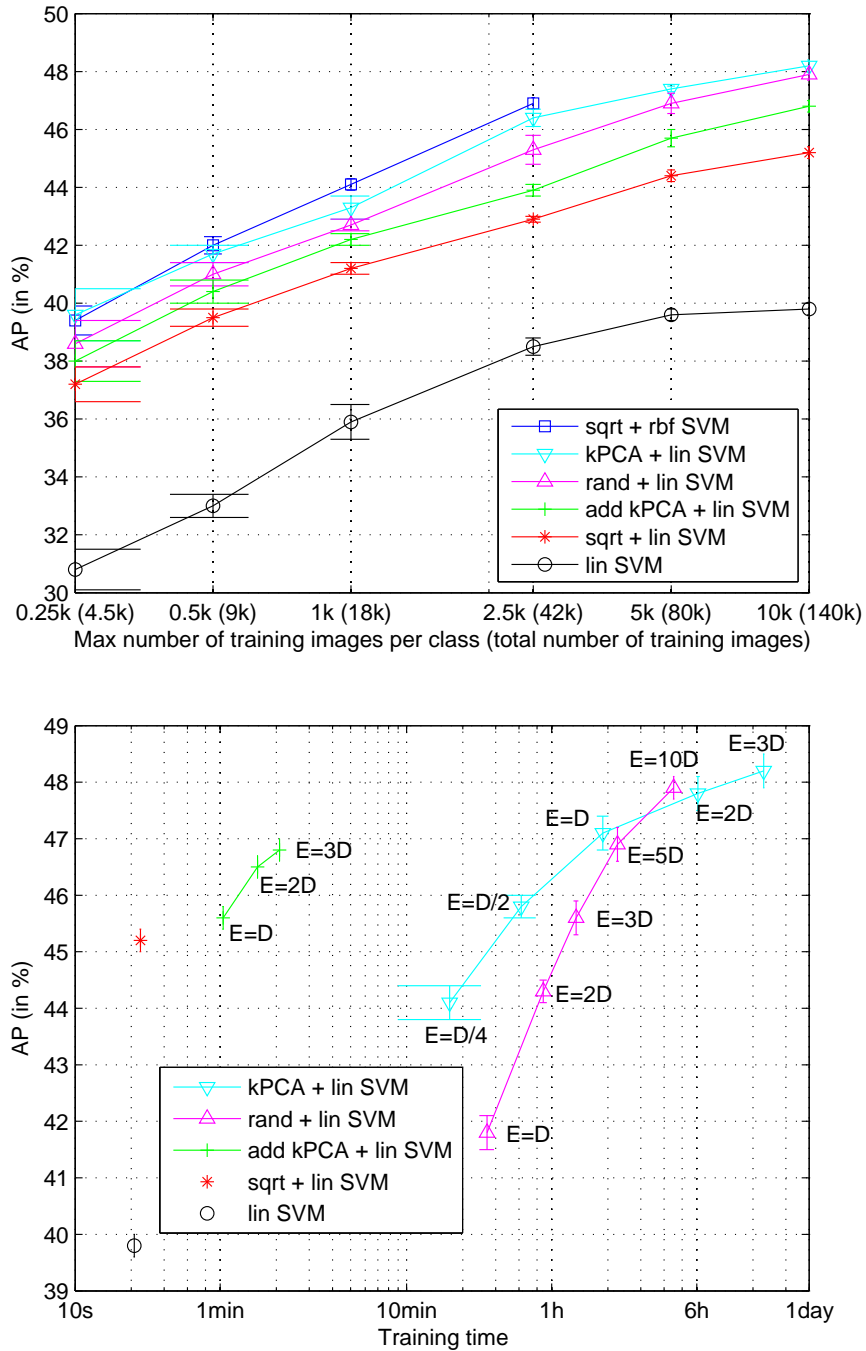 50
48
46
44
42
40
38
36
34
32
30
AP (in %)
sqrt + rbf SVM
kPCA + lin SVM
rand + lin SVM
add kPCA + lin SVM
sqrt + lin SVM
lin SVM
0.25k (4.5k) 0.5k (9k) 1k (18k) 2.5k (42k) 5k (80k) 10k (140k)
Max number of training images per class (total number of training images)
49
48
47
46
45
44
43
42
41
40
39
AP (in %)
E=3D
E=10D
E=2D
E=D
E=5D
E=3D
E=2D
E=D
E=D/2
E=3D
E=2D
E=D/4
E=D
kPCA + lin SVM
rand + lin SVM
add kPCA + lin SVM
sqrt + lin SVM
lin SVM
10s 1min 10min 1h 6h 1day
Training time